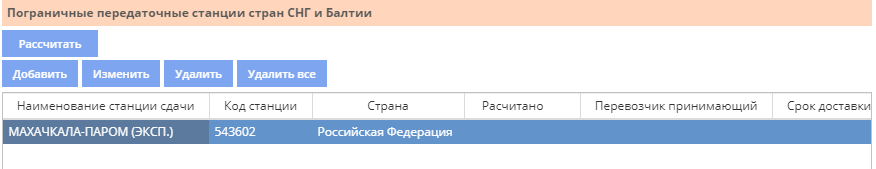 Пограничные передаточные станции стран СНГ и Балтии
Рассчитать
Добавить Изменить Удалить Удалить все
Наименование станции сдачи Код станции Страна Расчитано Перевозчик принимающий Срок доставки
МАХАЧКАЛА-ПАРОМ (ЭКСП.) 543602 Российская Федерация